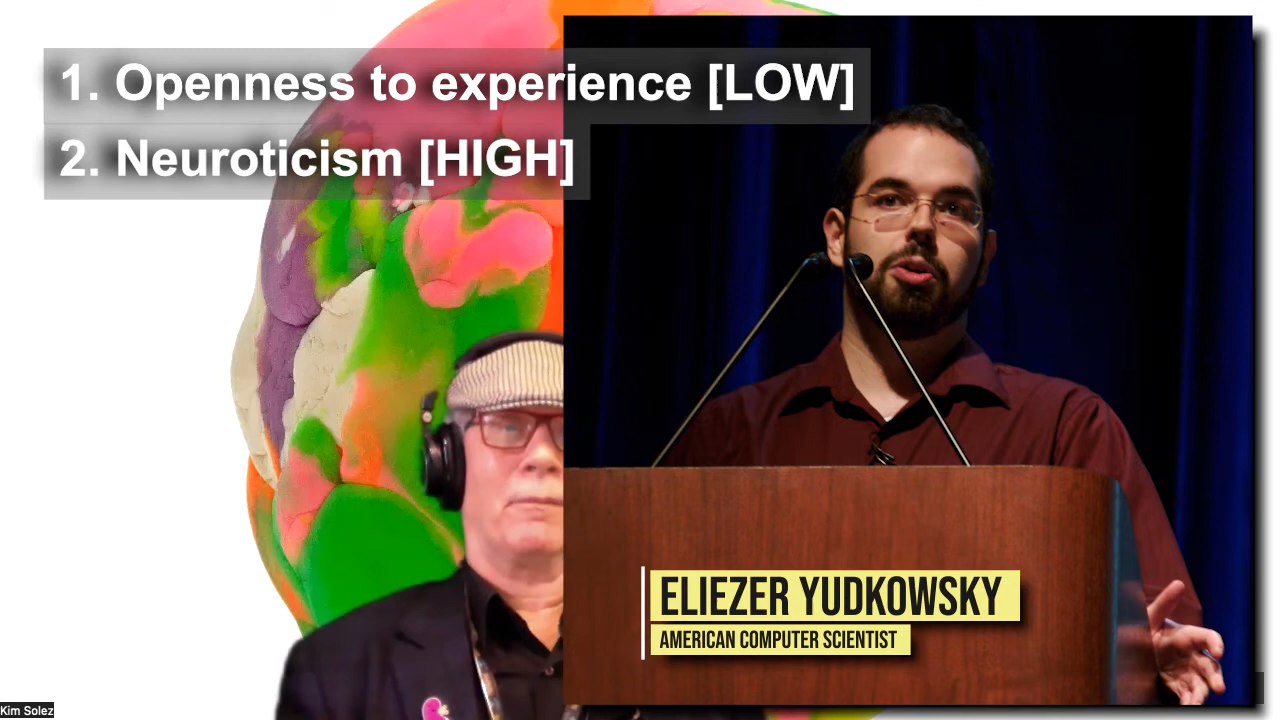 1. Openness to experience [LOW]
2. Neuroticism [HIGH]
ELIEZER YUDKOWSKY
AMERICAN COMPUTER SCIENTIST
Kim Solez